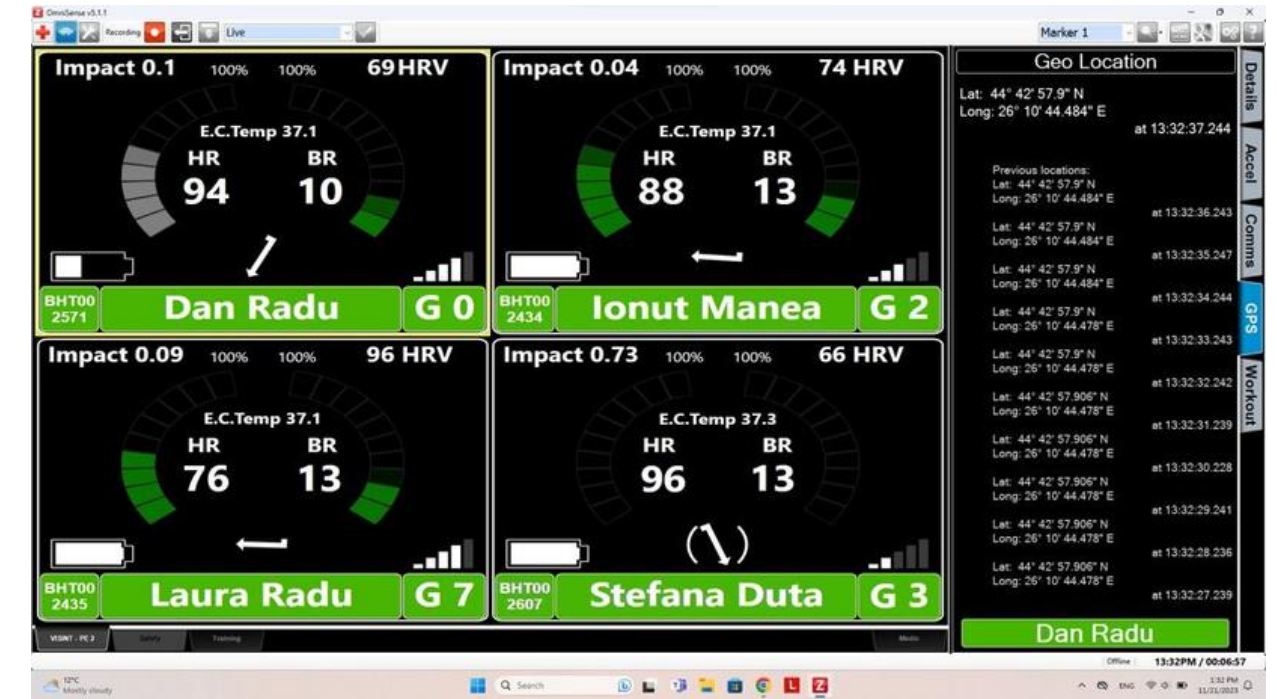 OmniSense v5.1.1
Recording
Live
Marker 1
Impact 0.1 100% 100% 69HRV
E.C.Temp 37.1
HR BR
94 10
BHT00
2571
Dan Radu
G 0
Impact 0.04 100% 100% 74 HRV
E.C.Temp 37.1
HR BR
88 13
BHT00
2434
Ionut Manea
G 2
Impact 0.09 100% 100% 96 HRV
E.C.Temp 37.1
HR BR
76 13
BHT00
2435
Laura Radu
G 7
Impact 0.73 100% 100% 66 HRV
E.C.Temp 37.3
HR BR
96 13
BHT00
2607
Stefana Duta
G 3
Geo Location
Lat: 44° 42' 57.9" N
Long: 26° 10' 44.484" E
at 13:32:37.244
Previous locations:
Lat: 44° 42' 57.9" N
Long: 26° 10' 44.484" E
at 13:32:36.243
Lat: 44° 42' 57.9" N
Long: 26° 10' 44.484" E
at 13:32:35.247
Lat: 44° 42' 57.9" N
Long: 26° 10' 44.484" E
at 13:32:34.244
Lat: 44° 42' 57.9" N
Long: 26° 10' 44.478" E
at 13:32:33.243
Lat: 44° 42' 57.9" N
Long: 26° 10' 44.478" E
at 13:32:32.242
Lat: 44° 42' 57.906" N
Long: 26° 10' 44.478" E
at 13:32:31.239
Lat: 44° 42' 57.906" N
Long: 26° 10' 44.478" E
at 13:32:30.228
Lat: 44° 42' 57.906" N
Long: 26° 10' 44.478" E
at 13:32:29.241
Lat: 44° 42' 57.906" N
Long: 26° 10' 44.478" E
at 13:32:28.236
Lat: 44° 42' 57.906" N
Long: 26° 10' 44.478" E
at 13:32:27.239
Dan Radu
Details
Accel
Comms
GPS
Workout
VISINT - PE 2
Safety
Training
Medic
Offline
13:32PM / 00:06:57
12°C
Mostly cloudy
Search
ENG
1:32 PM
11/21/2023